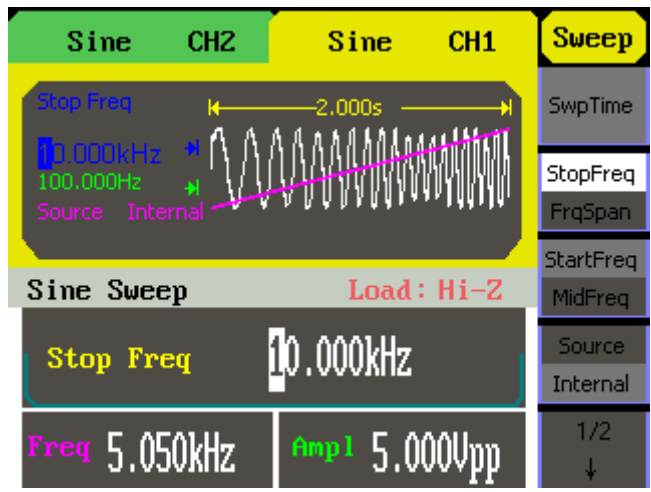 Sine CH2 Sine CH1 Sweep
Stop Freq
2.000s
SwpTime
10.000kHz
100.000Hz
Source Internal
StopFreq
FrqSpan
StartFreq
MidFreq
Sine Sweep Load: Hi-Z
Stop Freq 10.000kHz
Source
Internal
Freq 5.050kHz Ampl 5.000Vpp
1/2